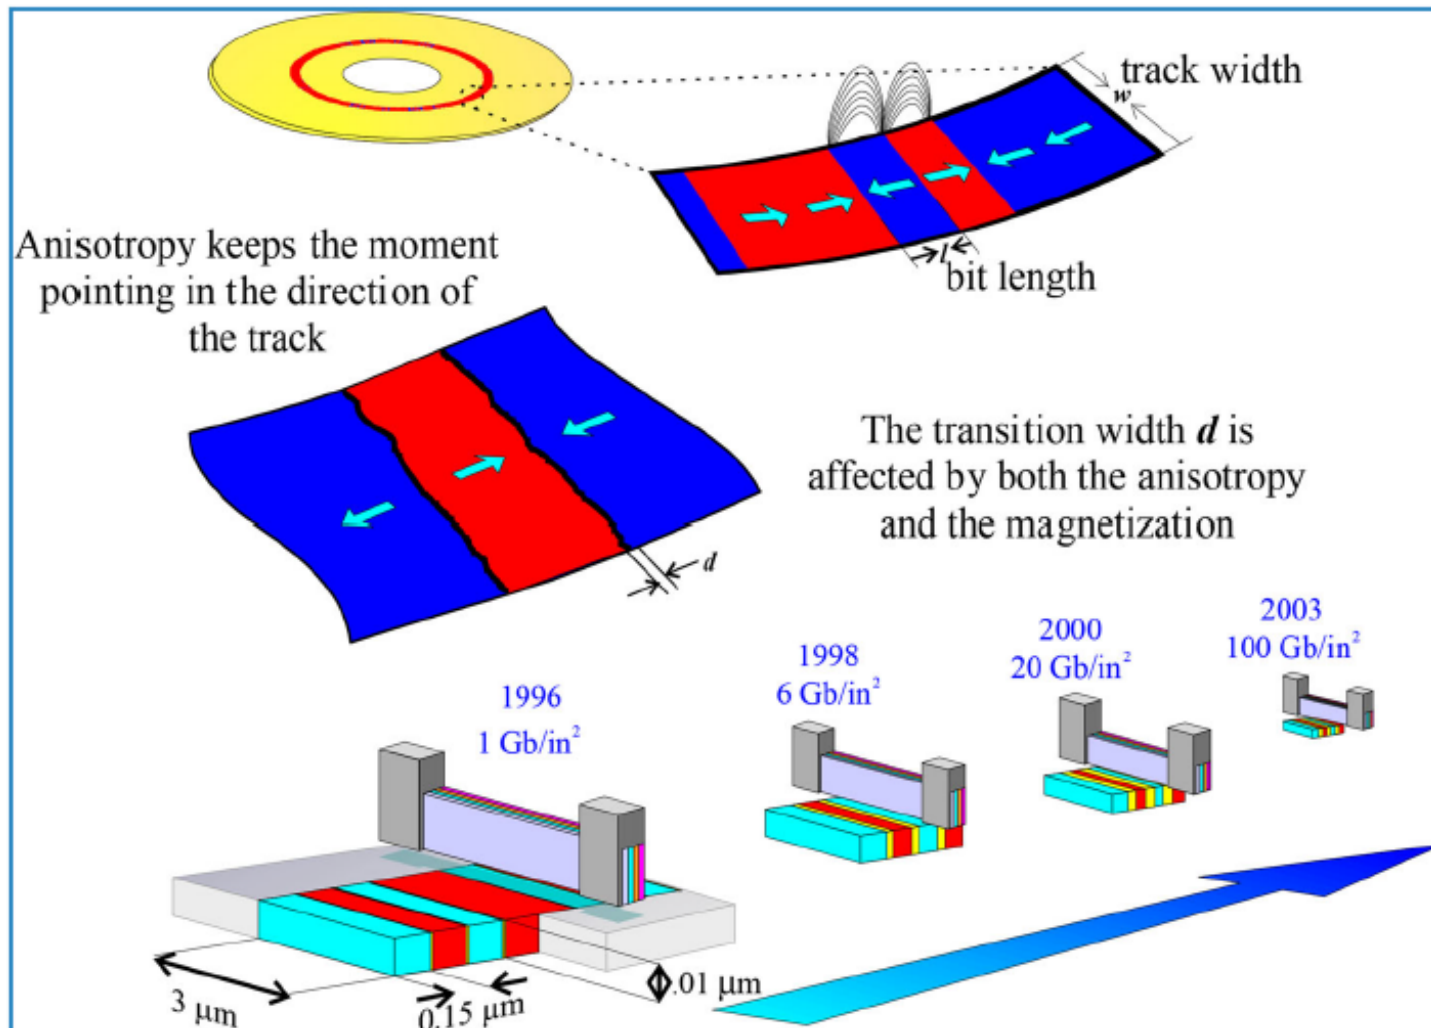 track width
w
l
bit length
Anisotropy keeps the moment
pointing in the direction of
the track
The transition width d is
affected by both the anisotropy
and the magnetization
d
1996
1 Gb/in²
1998
6 Gb/in²
2000
20 Gb/in²
2003
100 Gb/in²
3 μm
0.15 μm
.01 μm